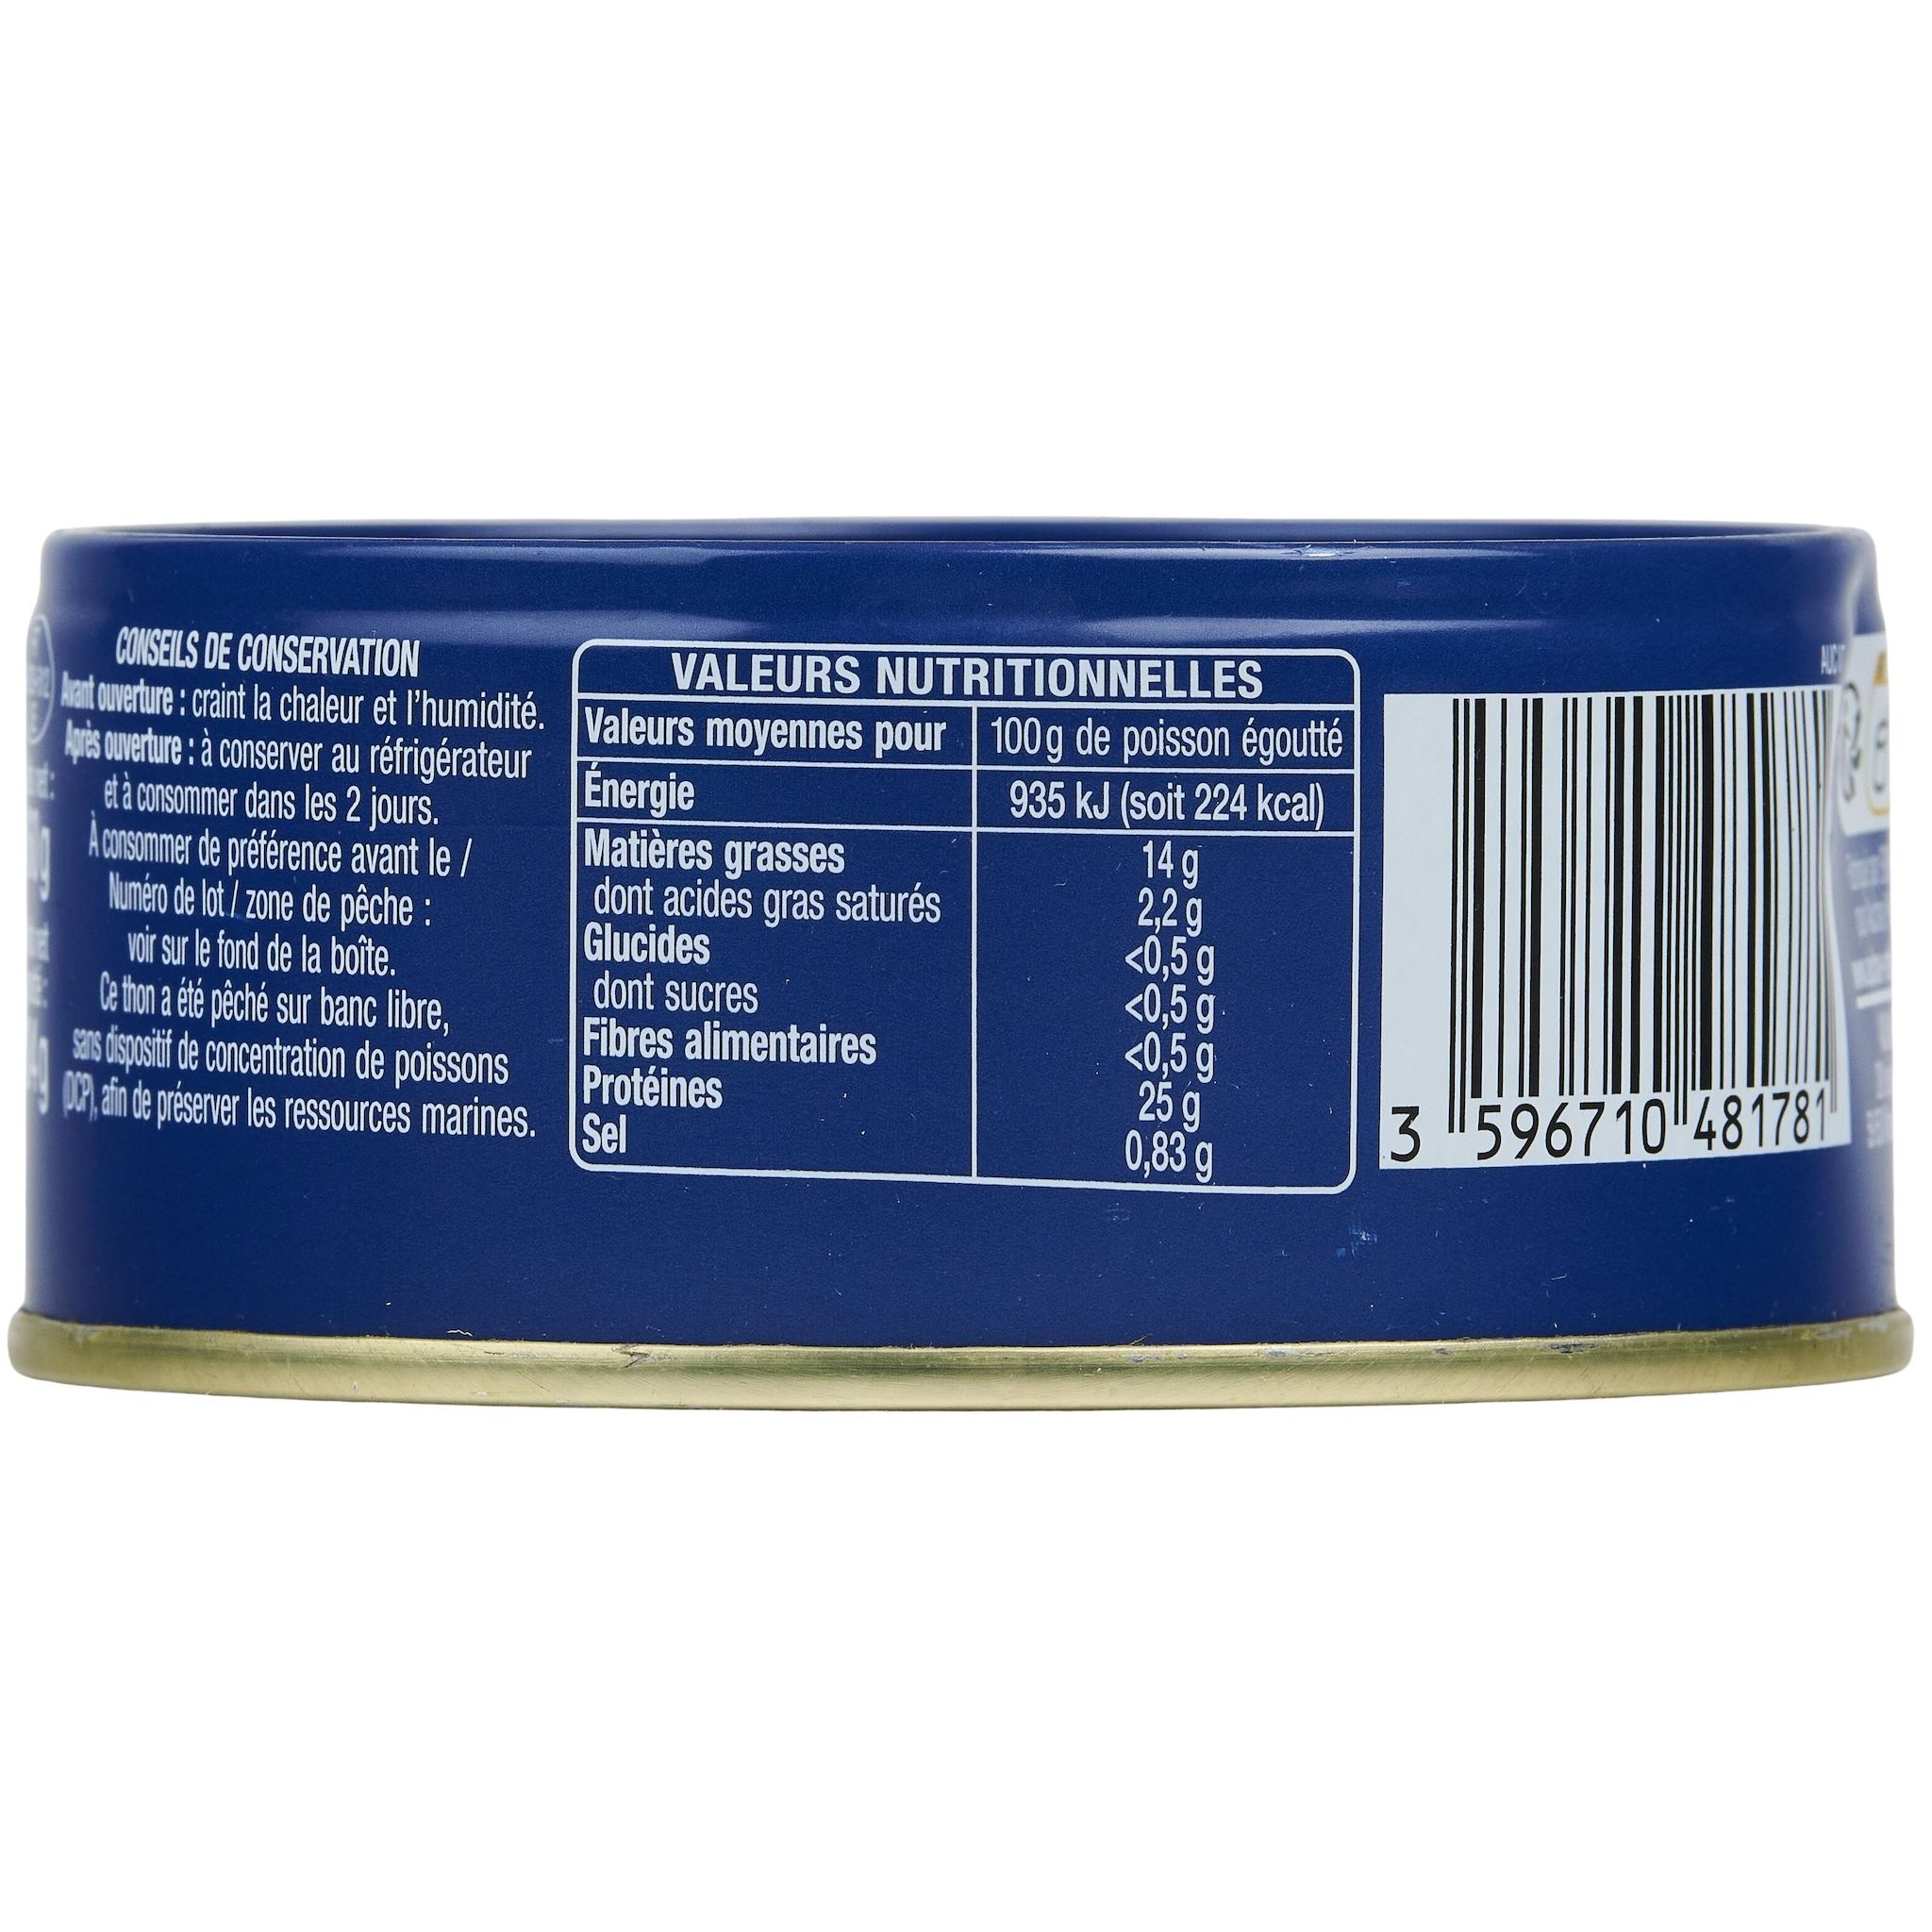 CONSEILS DE CONSERVATION
Avant ouverture : craint la chaleur et l'humidité.
Après ouverture : à conserver au réfrigérateur
et à consommer dans les 2 jours.
À consommer de préférence avant le /
Numéro de lot / zone de pêche :
voir sur le fond de la boîte.
Ce thon a été pêché sur banc libre,
sans dispositif de concentration de poissons
(DCP), afin de préserver les ressources marines.
VALEURS NUTRITIONNELLES
Valeurs moyennes pour 100g de poisson égoutté
Énergie 935 kJ (soit 224 kcal)
Matières grasses 14 g
dont acides gras saturés 2,2 g
Glucides <0,5 g
dont sucres <0,5 g
Fibres alimentaires <0,5 g
Protéines 25 g
Sel 0,83 g
3 596710 481781